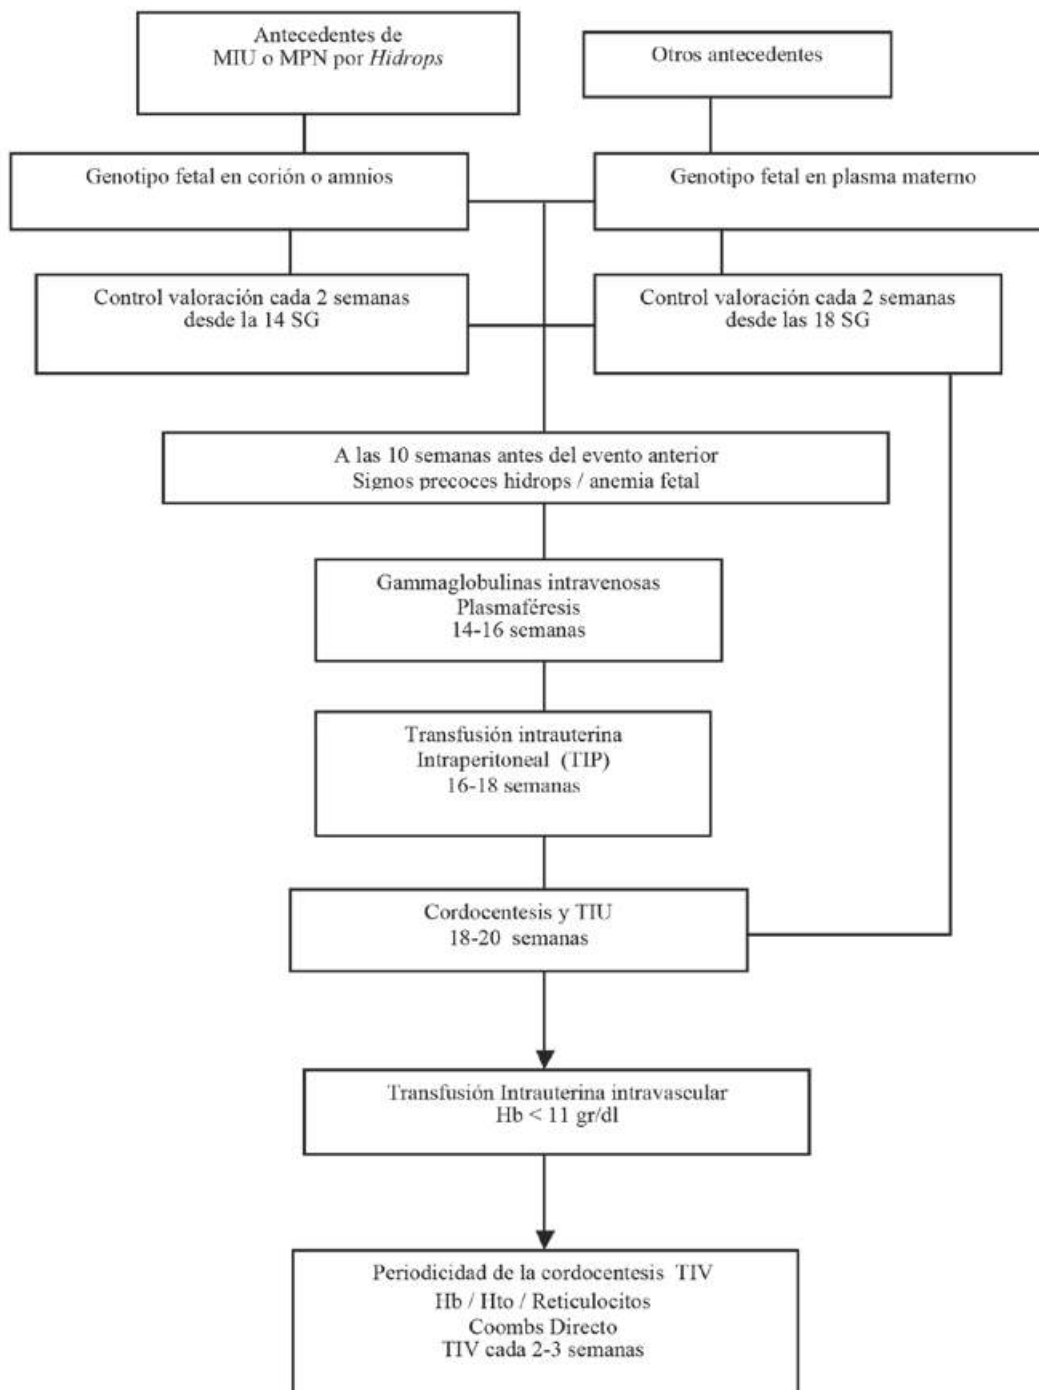 Antecedentes de
MIU o MPN por Hidrops
Otros antecedentes
Genotipo fetal en corión o amnios
Genotipo fetal en plasma materno
Control valoración cada 2 semanas
desde la 14 SG
Control valoración cada 2 semanas
desde las 18 SG
A las 10 semanas antes del evento anterior
Signos precoces hidrops / anemia fetal
Gammaglobulinas intravenosas
Plasmaféresis
14-16 semanas
Transfusión intrauterina
Intraperitoneal (TIP)
16-18 semanas
Cordocentesis y TIU
18-20 semanas
Transfusión Intrauterina intravascular
Hb < 11 gr/dl
Periodicidad de la cordocentesis TIV
Hb / Hto / Reticulocitos
Coombs Directo
TIV cada 2-3 semanas